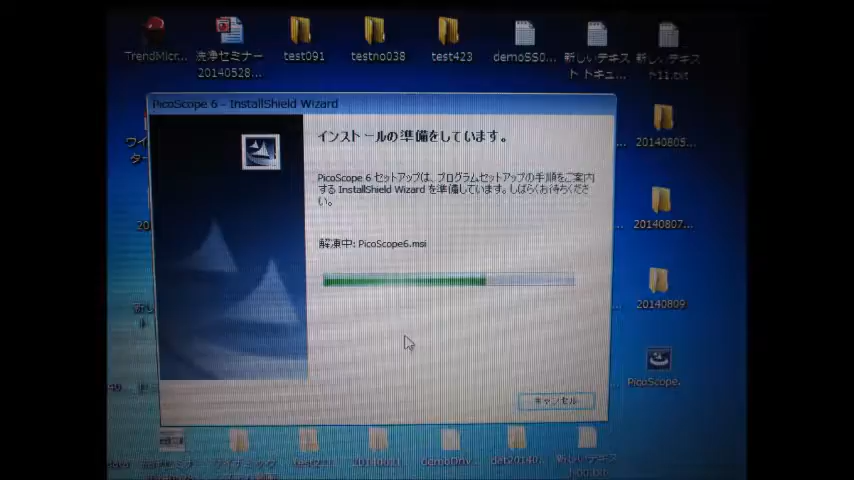 TrendMicr...
洗浄セミナー
20140528...
test091
testno038
test423
demoSS0...
新しいテキス
ト ドキュ...
新しいテキス
ト11.txt
PicoScope 6 - InstallShield Wizard
インストールの準備をしています。
PicoScope 6 セットアップは、プログラムセットアップの手順をご案内
する InstallShield Wizard を準備しています。しばらくお待ちくださ
い。
解凍中: PicoScope6.msi
キャンセル
20140805...
20140807...
20140809
PicoScope.